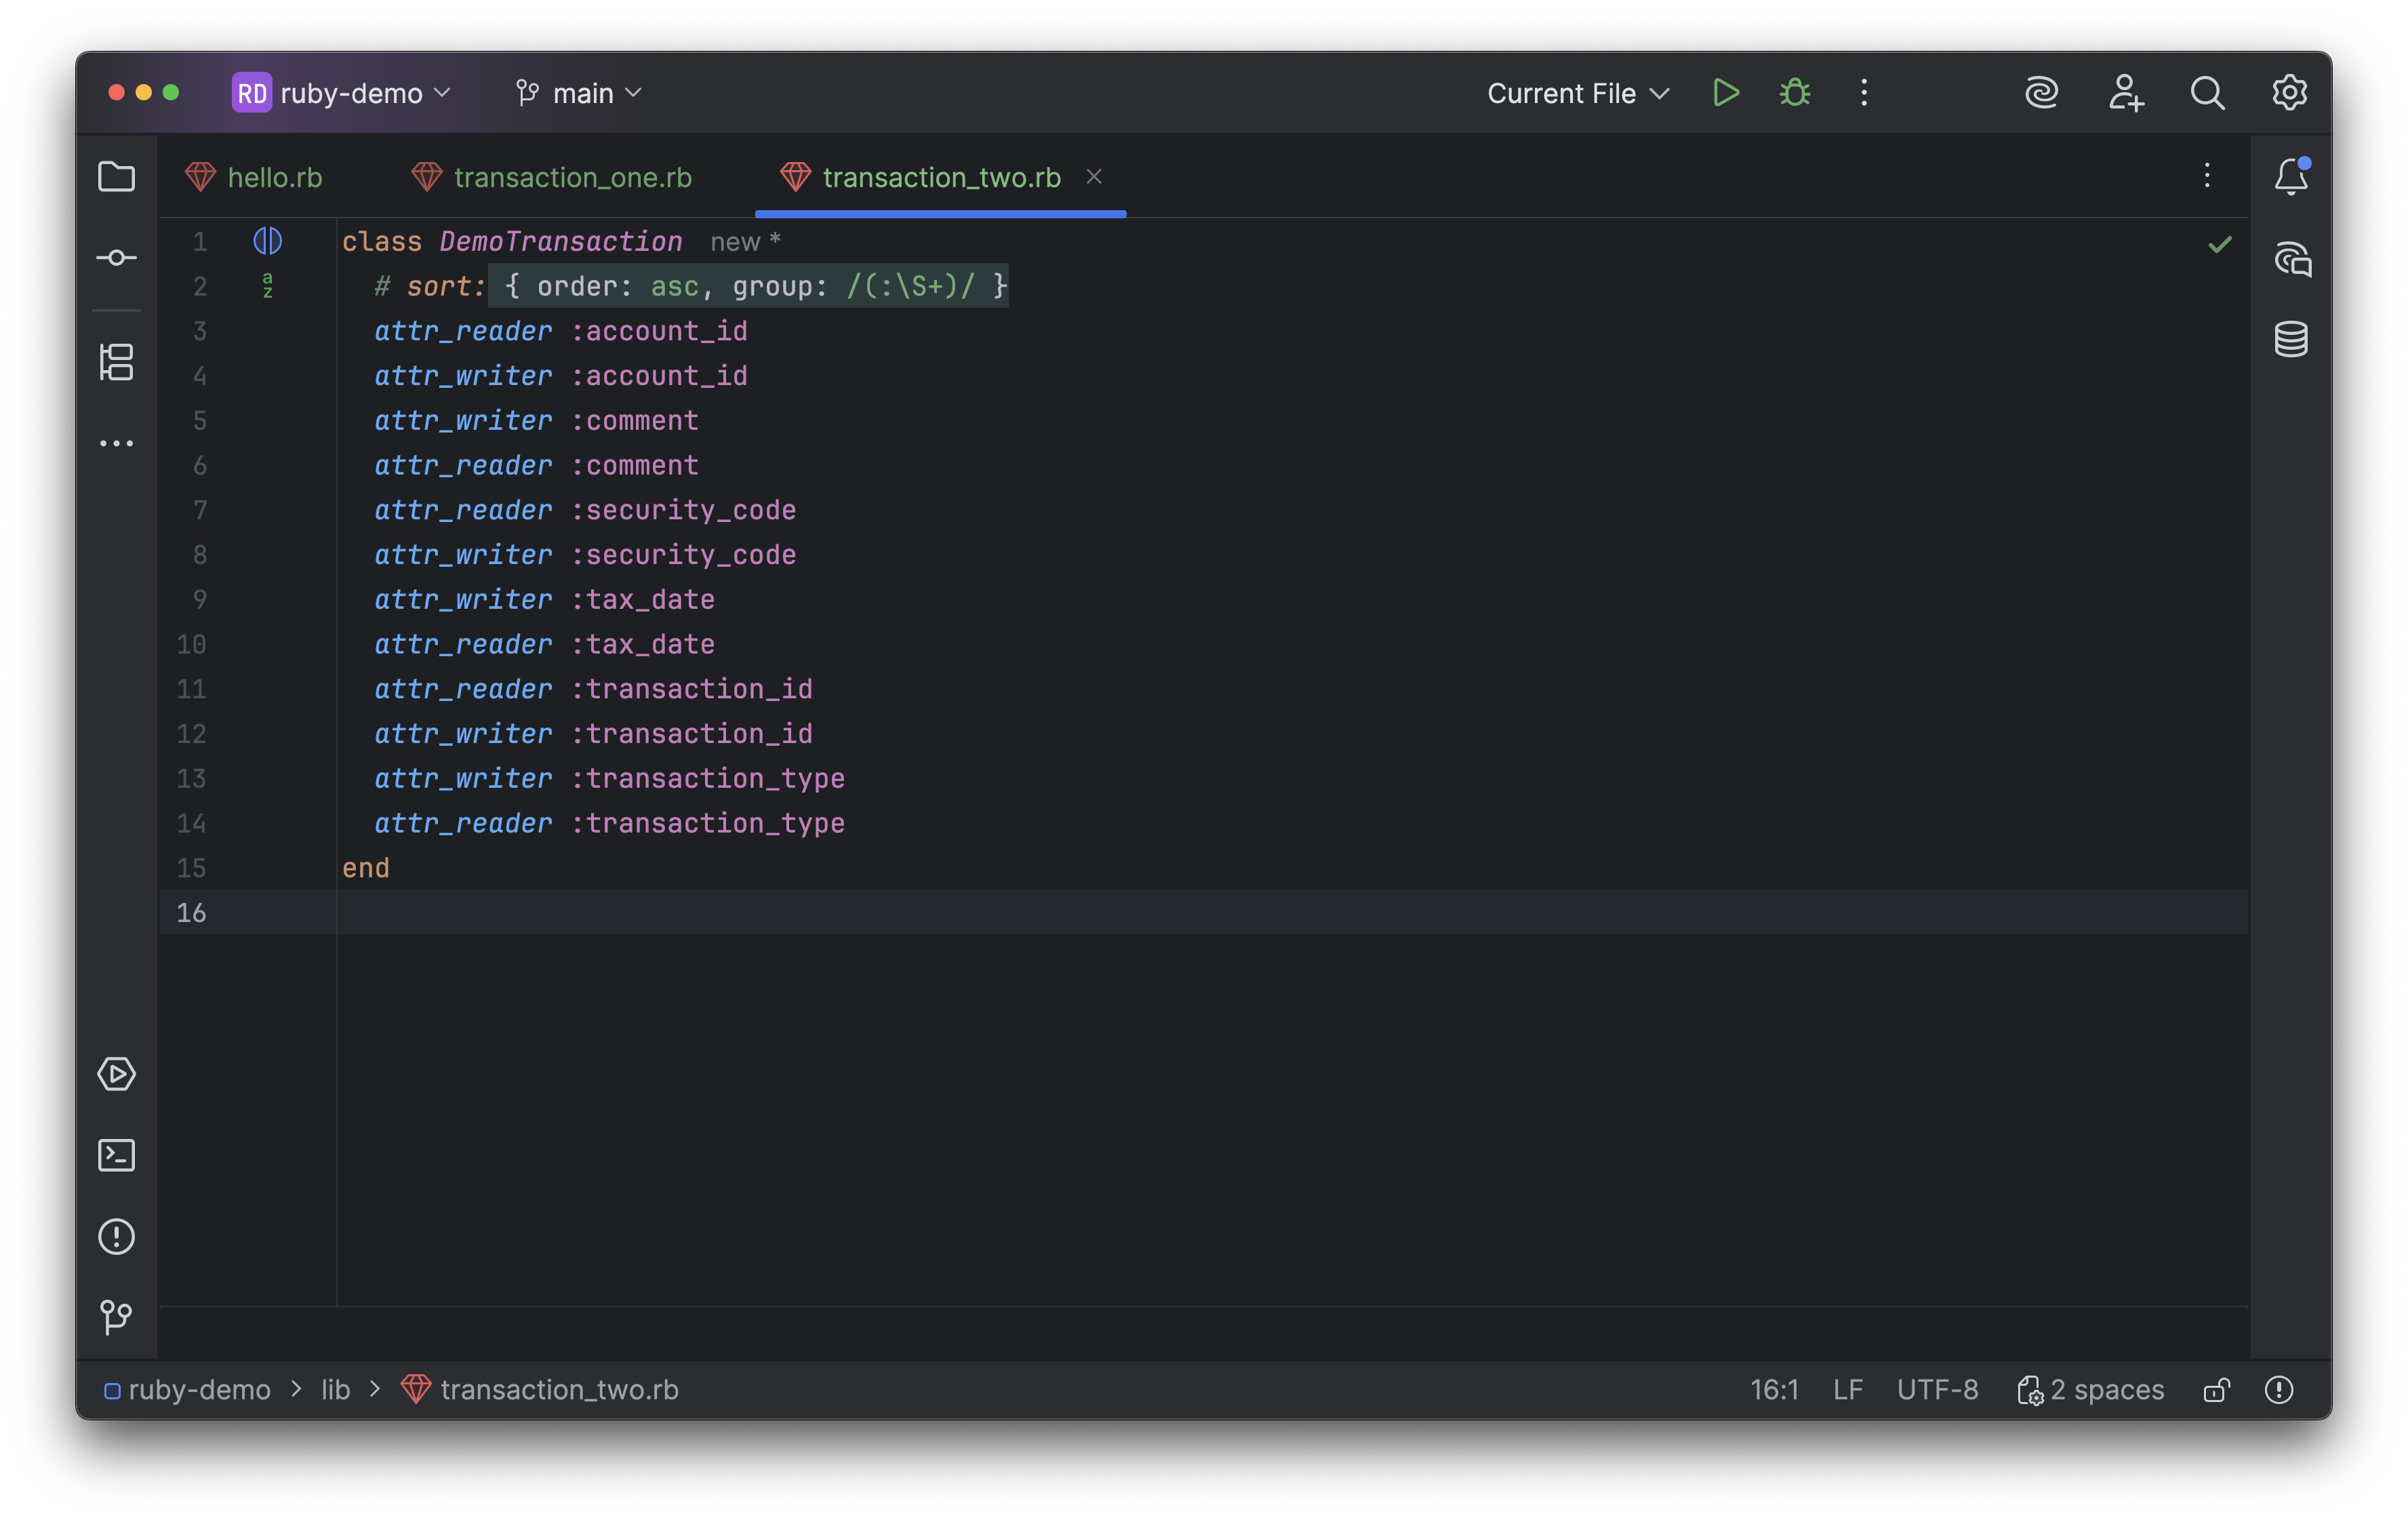 RD ruby-demo main Current File
hello.rb transaction_one.rb transaction_two.rb
1 class DemoTransaction new *
2 a z # sort: { order: asc, group: /(:\S+)/ }
3 attr_reader :account_id
4 attr_writer :account_id
5 attr_writer :comment
6 attr_reader :comment
7 attr_reader :security_code
8 attr_writer :security_code
9 attr_writer :tax_date
10 attr_reader :tax_date
11 attr_reader :transaction_id
12 attr_writer :transaction_id
13 attr_writer :transaction_type
14 attr_reader :transaction_type
15 end
16
ruby-demo > lib > transaction_two.rb 16:1 LF UTF-8 2 spaces